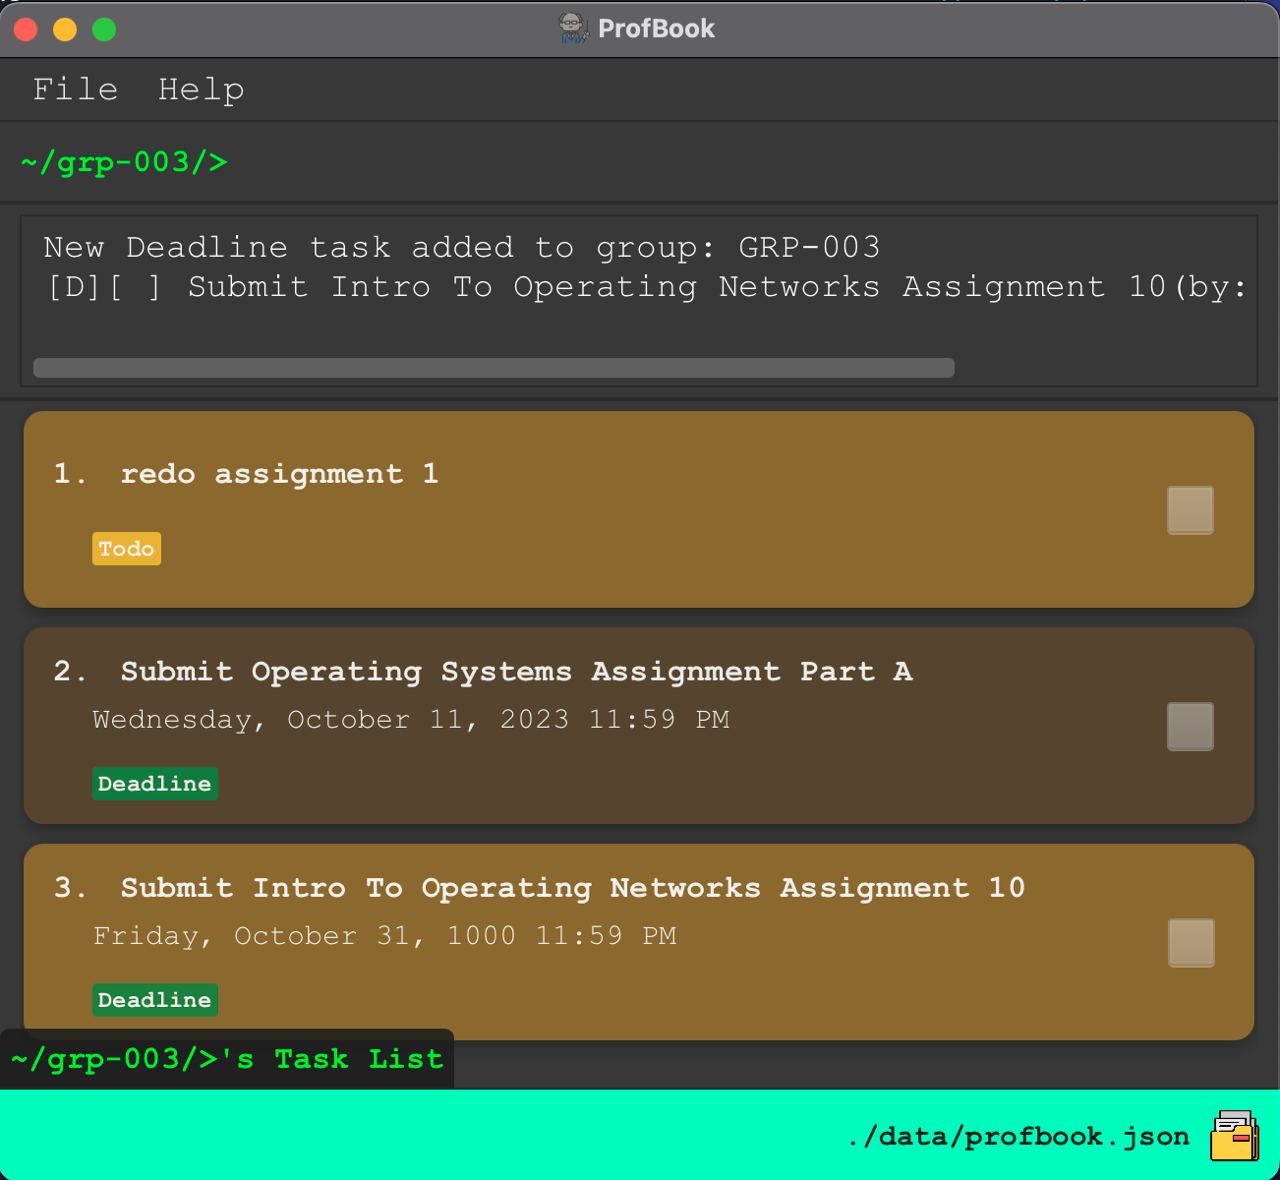 ProfBook
File Help
~/grp-003/>
New Deadline task added to group: GRP-003
[D][ ] Submit Intro To Operating Networks Assignment 10(by:
1. redo assignment 1
Todo
2. Submit Operating Systems Assignment Part A
Wednesday, October 11, 2023 11:59 PM
Deadline
3. Submit Intro To Operating Networks Assignment 10
Friday, October 31, 1000 11:59 PM
Deadline
~/grp-003/>'s Task List
./data/profbook.json